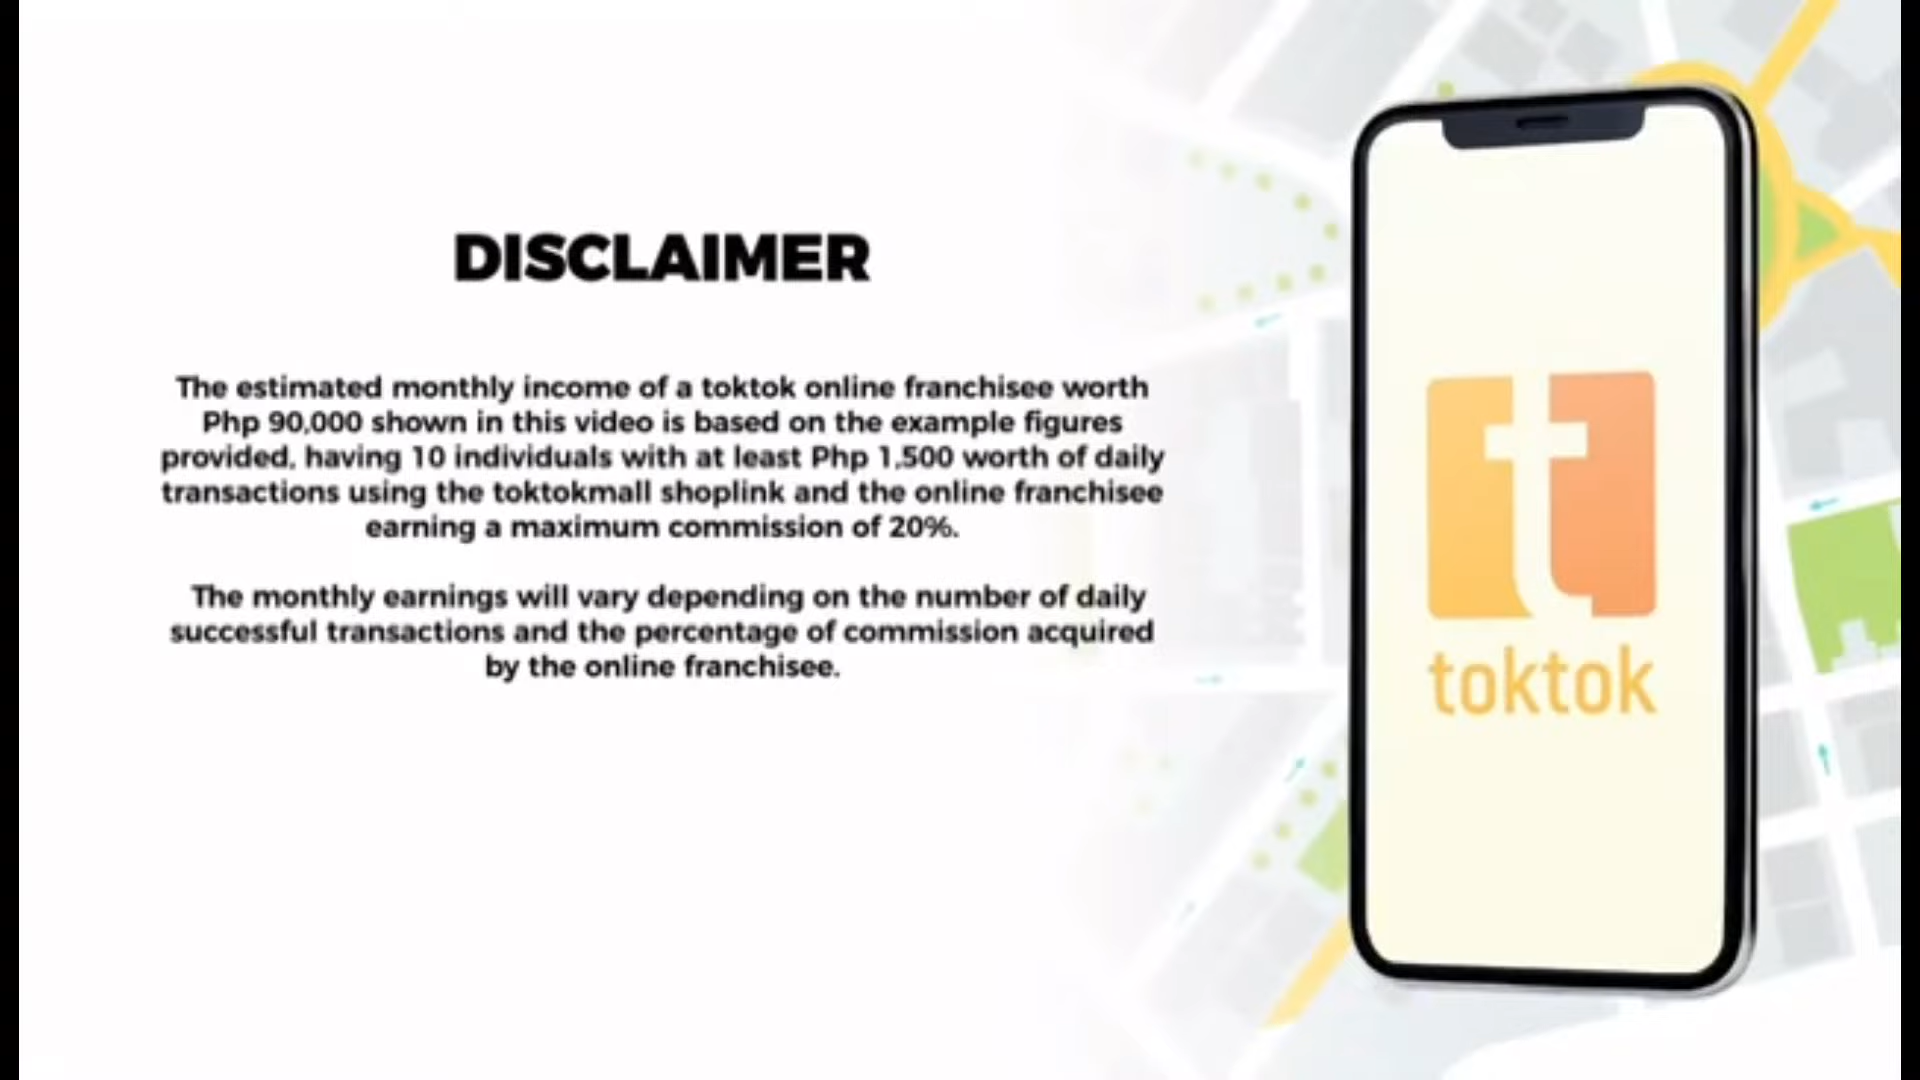 DISCLAIMER
The estimated monthly income of a toktok online franchisee worth
Php 90,000 shown in this video is based on the example figures
provided, having 10 individuals with at least Php 1,500 worth of daily
transactions using the toktokmall shoplink and the online franchisee
earning a maximum commission of 20%.
The monthly earnings will vary depending on the number of daily
successful transactions and the percentage of commission acquired
by the online franchisee.
t
toktok